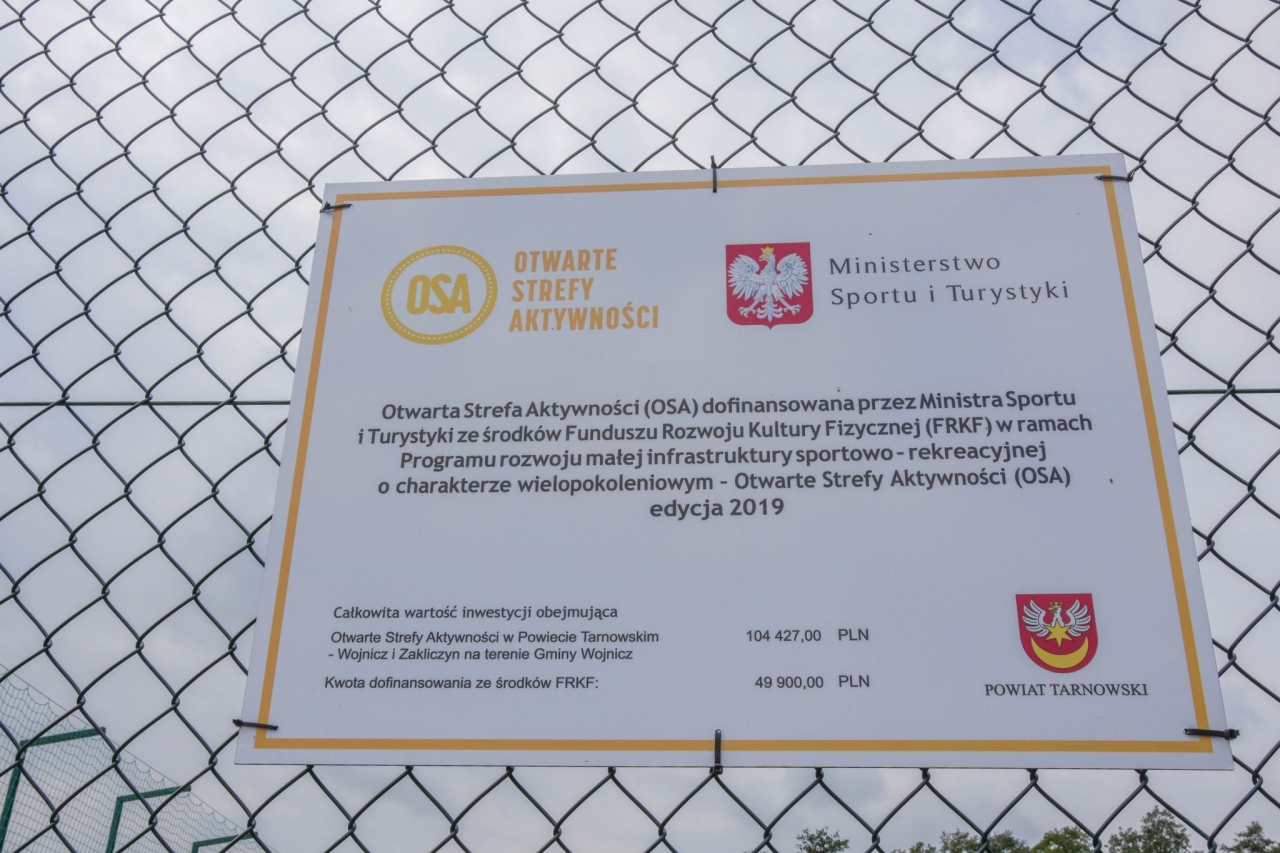 OSA
OTWARTE
STREFY
AKTYWNOŚCI
Ministerstwo
Sportu i Turystyki
Otwarta Strefa Aktywności (OSA) dofinansowana przez Ministra Sportu
i Turystyki ze środków Funduszu Rozwoju Kultury Fizycznej (FRKF) w ramach
Programu rozwoju małej infrastruktury sportowo - rekreacyjnej
o charakterze wielopokoleniowym - Otwarte Strefy Aktywności (OSA)
edycja 2019
Całkowita wartość inwestycji obejmująca
Otwarte Strefy Aktywności w Powiecie Tarnowskim 104 427,00 PLN
- Wojnicz i Zakliczyn na terenie Gminy Wojnicz
Kwota dofinansowania ze środków FRKF: 49 900,00 PLN
POWIAT TARNOWSKI